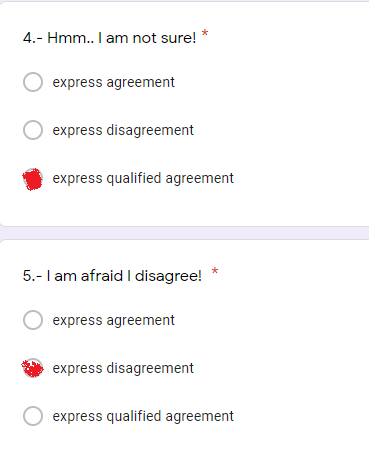 4.- Hmm.. I am not sure! *
express agreement
express disagreement
express qualified agreement
5.- I am afraid I disagree! *
express agreement
express disagreement
express qualified agreement